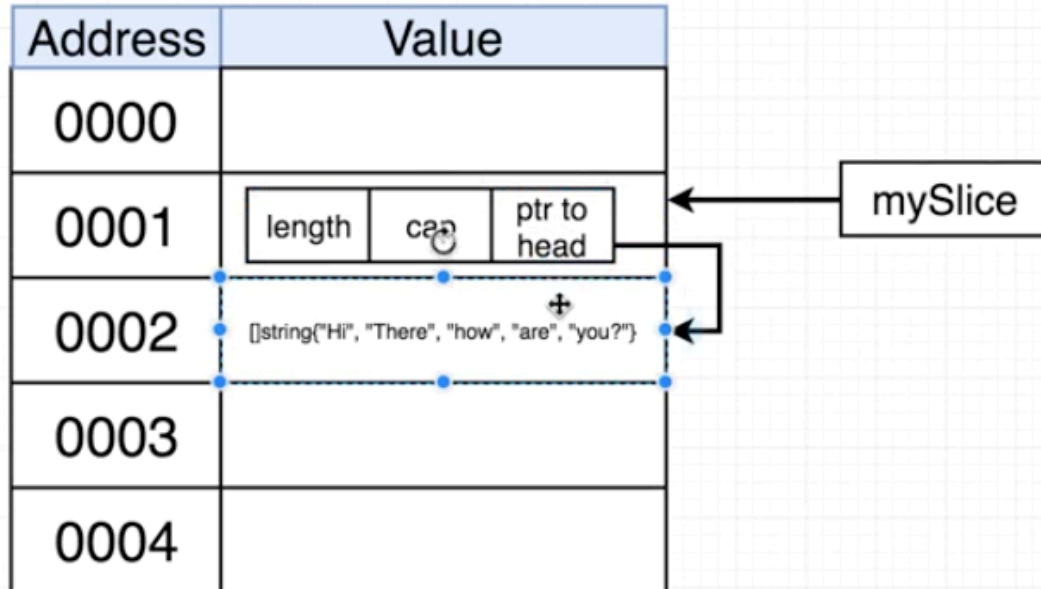 Address Value
0000
0001 length cap ptr to head mySlice
0002 []string{"Hi", "There", "how", "are", "you?"}
0003
0004